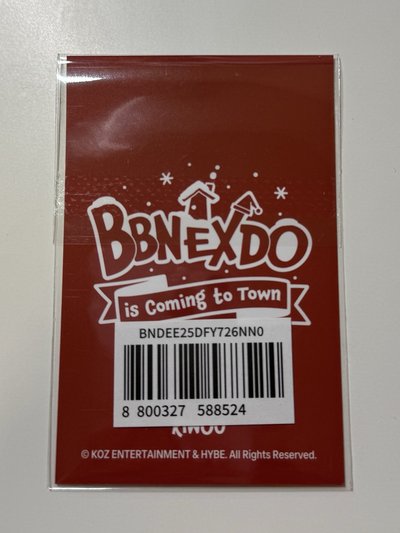 BBNEXDO
is Coming to Town
BNDEE25DFY726NN0
8 800327 588524
© KOZ ENTERTAINMENT & HYBE. All Rights Reserved.